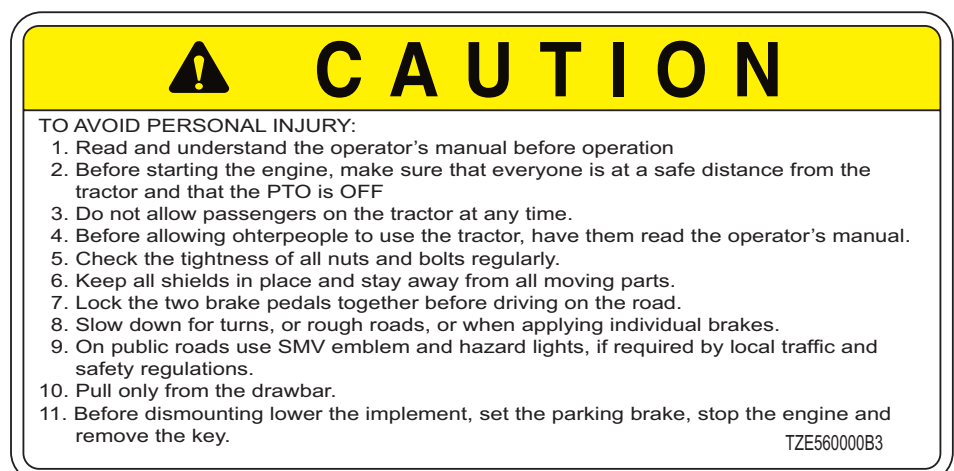 CAUTION
TO AVOID PERSONAL INJURY:
1. Read and understand the operator's manual before operation
2. Before starting the engine, make sure that everyone is at a safe distance from the
tractor and that the PTO is OFF
3. Do not allow passengers on the tractor at any time.
4. Before allowing ohterpeople to use the tractor, have them read the operator's manual.
5. Check the tightness of all nuts and bolts regularly.
6. Keep all shields in place and stay away from all moving parts.
7. Lock the two brake pedals together before driving on the road.
8. Slow down for turns, or rough roads, or when applying individual brakes.
9. On public roads use SMV emblem and hazard lights, if required by local traffic and
safety regulations.
10. Pull only from the drawbar.
11. Before dismounting lower the implement, set the parking brake, stop the engine and
remove the key.
TZE560000B3